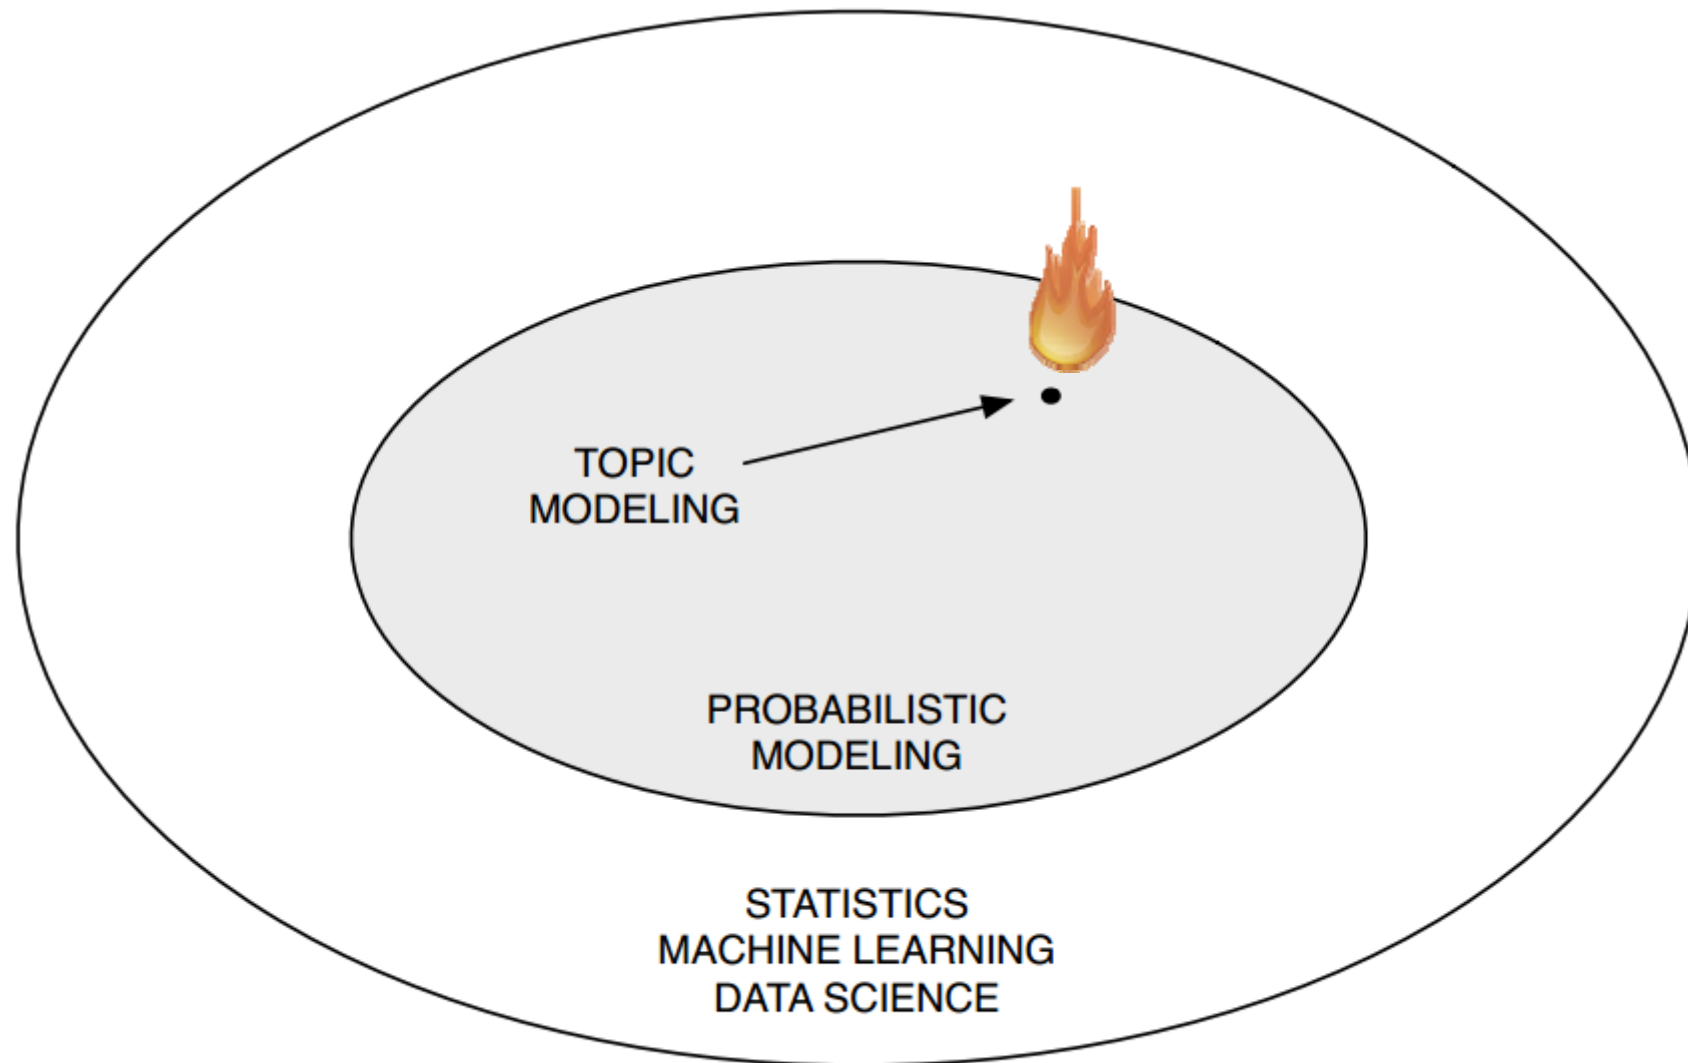 TOPIC
MODELING
PROBABILISTIC
MODELING
STATISTICS
MACHINE LEARNING
DATA SCIENCE